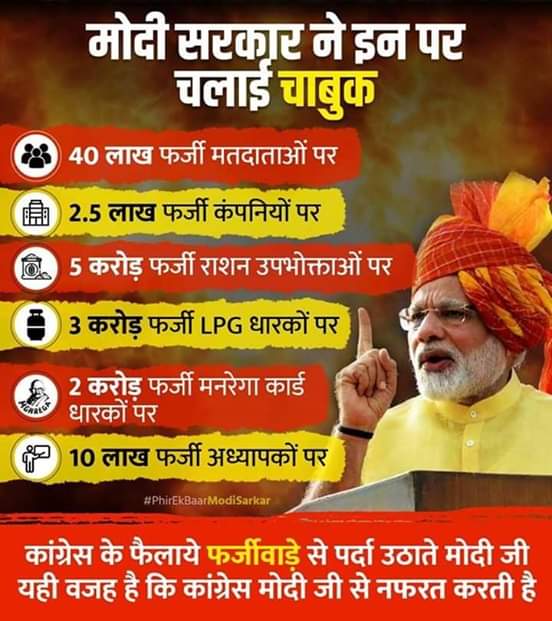 मोदी सरकार ने इन पर
चलाई चाबुक
40 लाख फर्जी मतदाताओं पर
2.5 लाख फर्जी कंपनियों पर
5 करोड़ फर्जी राशन उपभोक्ताओं पर
3 करोड़ फर्जी LPG धारकों पर
2 करोड़ फर्जी मनरेगा कार्ड
धारकों पर
MGNREGA
10 लाख फर्जी अध्यापकों पर
#PhirEkBaarModiSarkar
कांग्रेस के फैलाये फर्जीवाड़े से पर्दा उठाते मोदी जी
यही वजह है कि कांग्रेस मोदी जी से नफरत करती है